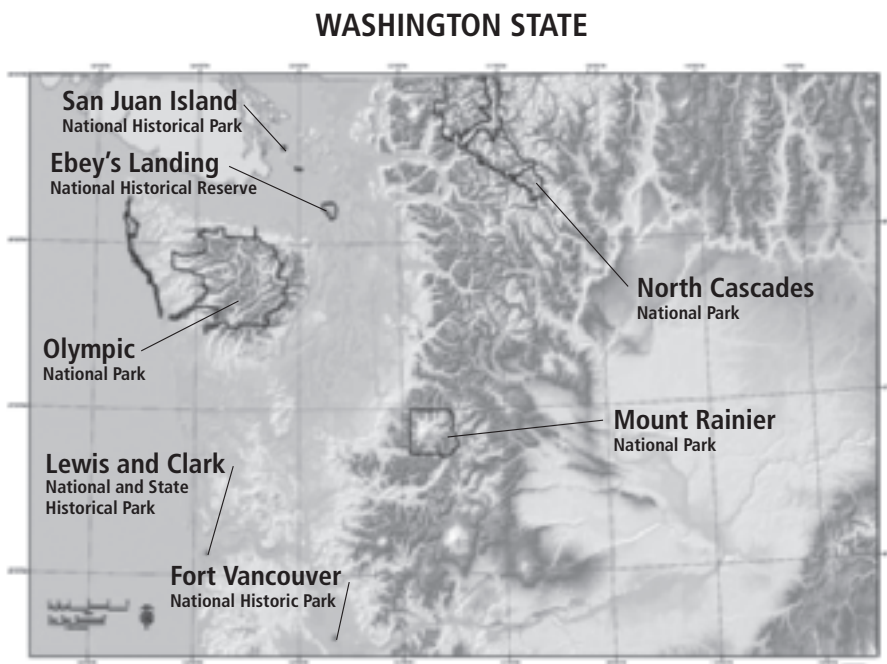 WASHINGTON STATE
San Juan Island
National Historical Park
Ebey's Landing
National Historical Reserve
North Cascades
National Park
Olympic
National Park
Mount Rainier
National Park
Lewis and Clark
National and State
Historical Park
Fort Vancouver
National Historic Park